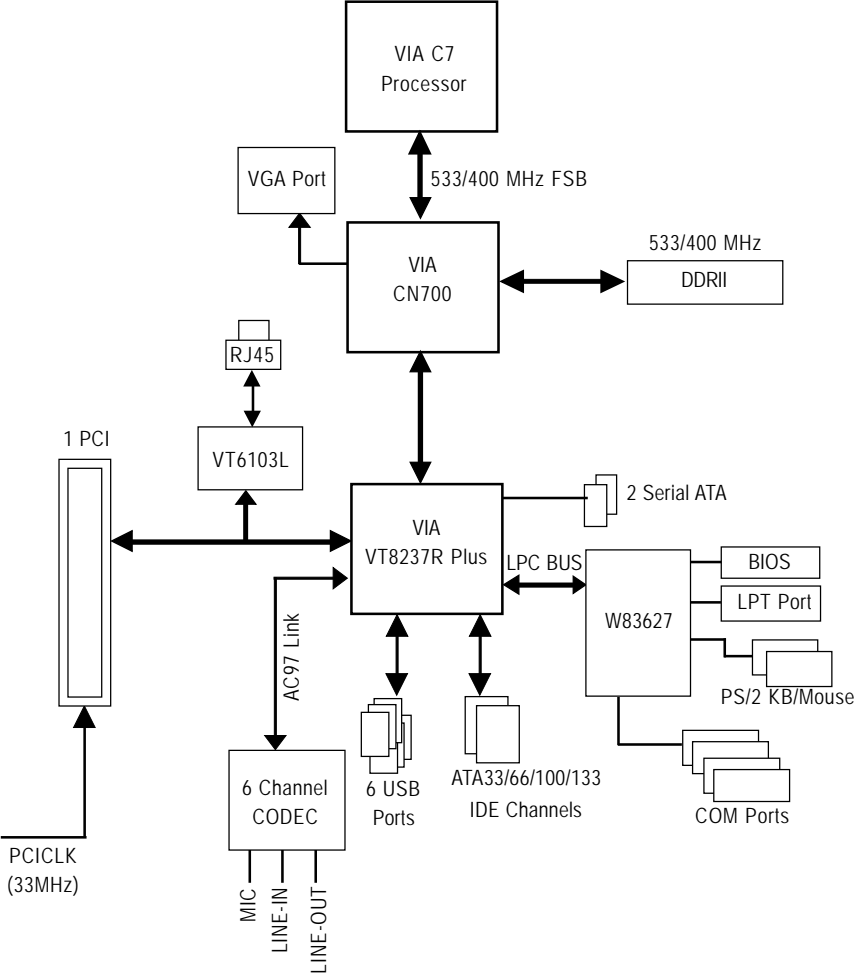 VIA C7
Processor
VGA Port
533/400 MHz FSB
VIA
CN700
533/400 MHz
DDRII
RJ45
1 PCI
VT6103L
2 Serial ATA
VIA
VT8237R Plus
LPC BUS
BIOS
LPT Port
W83627
PS/2 KB/Mouse
AC97 Link
6 Channel
CODEC
6 USB
Ports
ATA33/66/100/133
IDE Channels
COM Ports
PCICLK
(33MHz)
MIC
LINE-IN
LINE-OUT